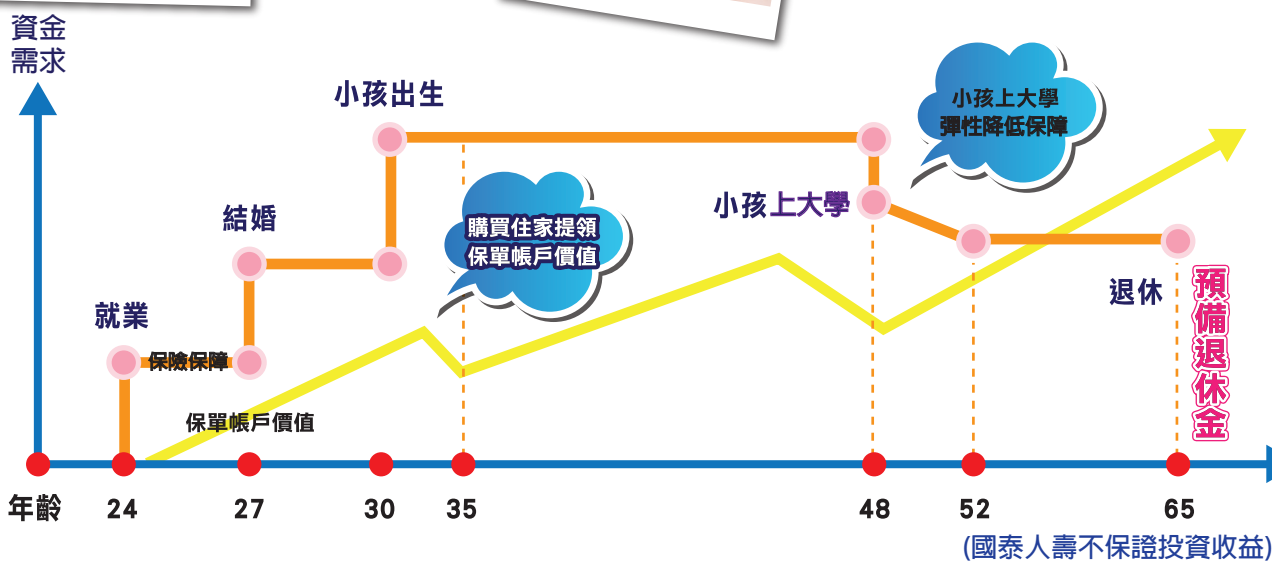 資金
需求
小孩出生
小孩上大學
彈性降低保障
結婚
小孩上大學
購買住家提領
保單帳戶價值
就業
退休
預備退休金
保險保障
保單帳戶價值
年齡 24 27 30 35 48 52 65
(國泰人壽不保證投資收益)